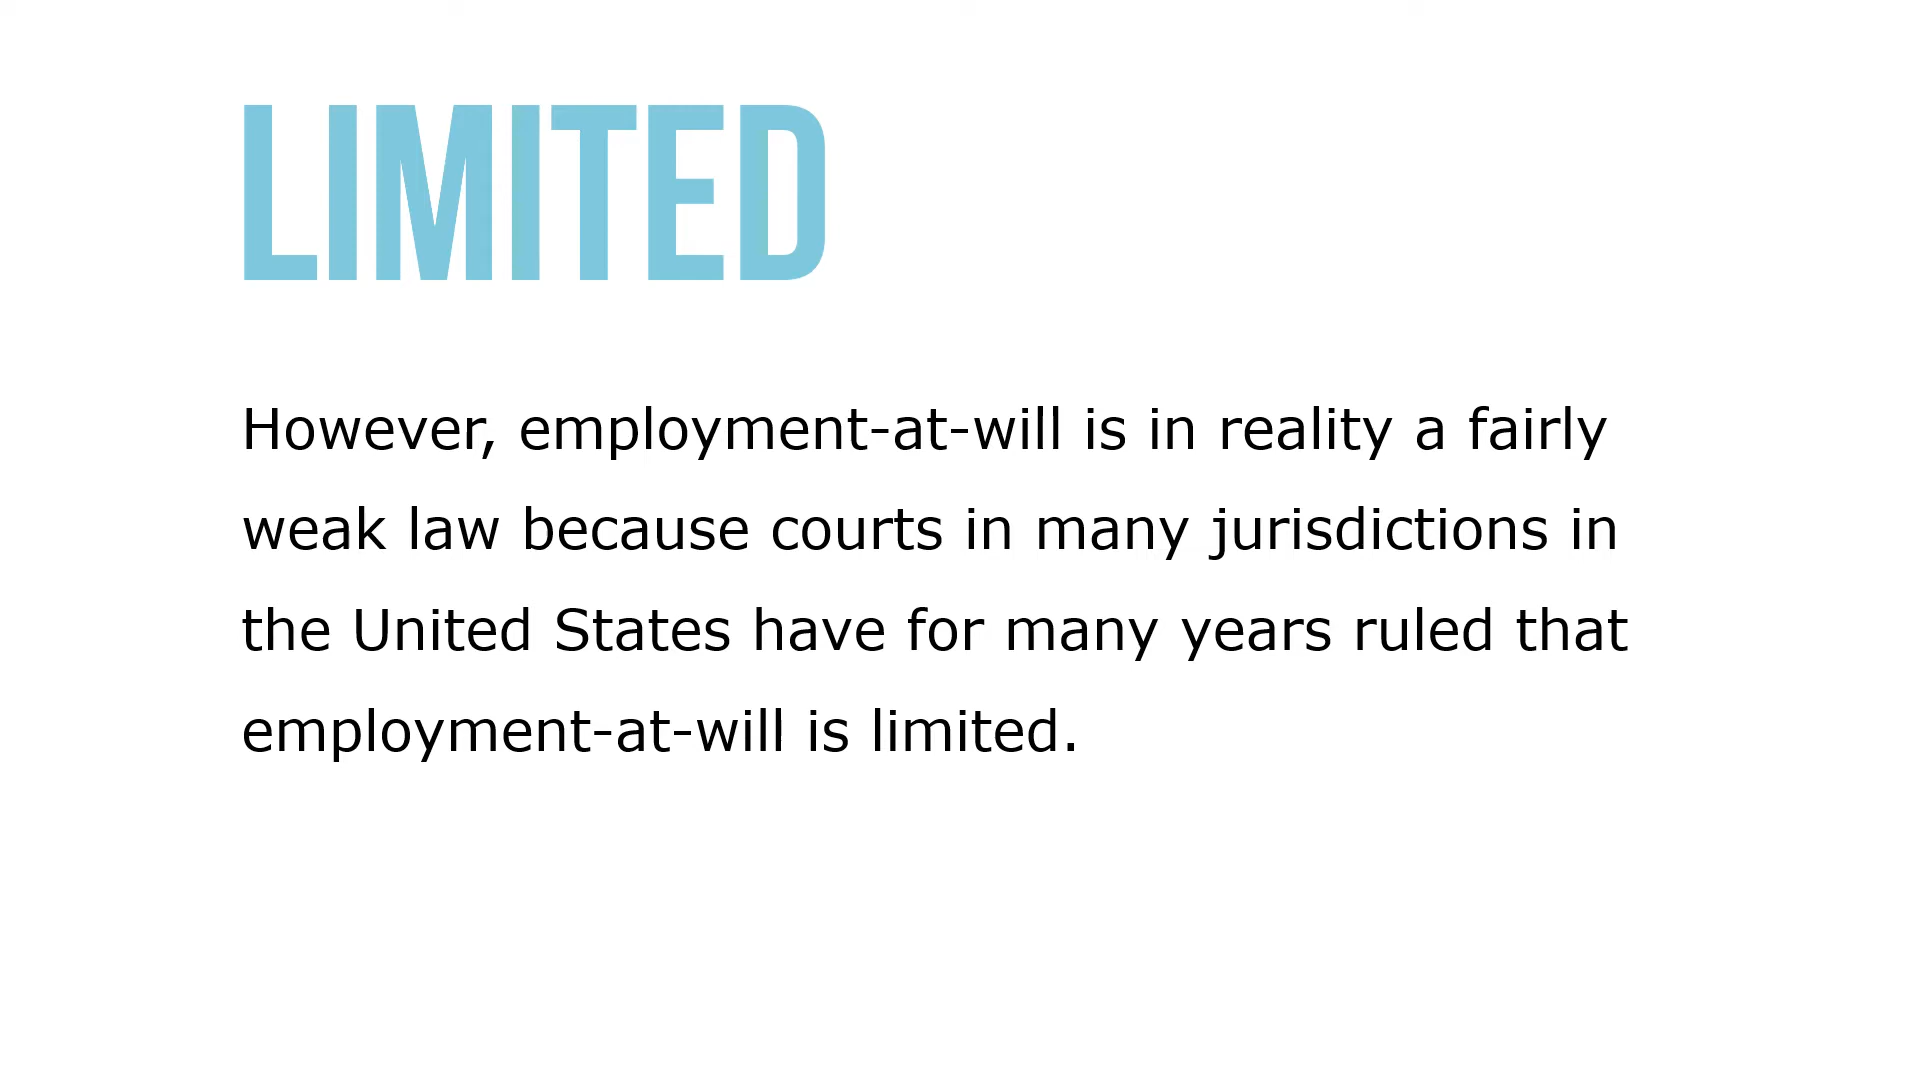 LIMITED
However, employment-at-will is in reality a fairly
weak law because courts in many jurisdictions in
the United States have for many years ruled that
employment-at-will is limited.